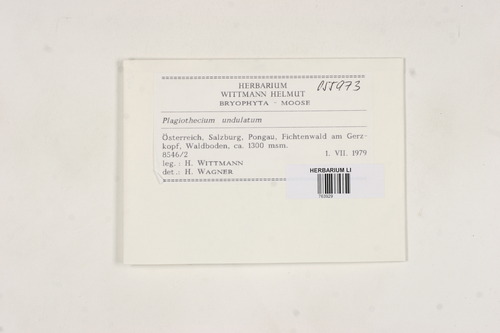 HERBARIUM
WITTMANN HELMUT
BRYOPHYTA - MOOSE
055973
Plagiothecium undulatum
Österreich, Salzburg, Pongau, Fichtenwald am Gerz-
kopf, Waldboden, ca. 1300 msm.
8546/2 1. VII. 1979
leg.: H. WITTMANN
det.: H. WAGNER
HERBARIUM LI